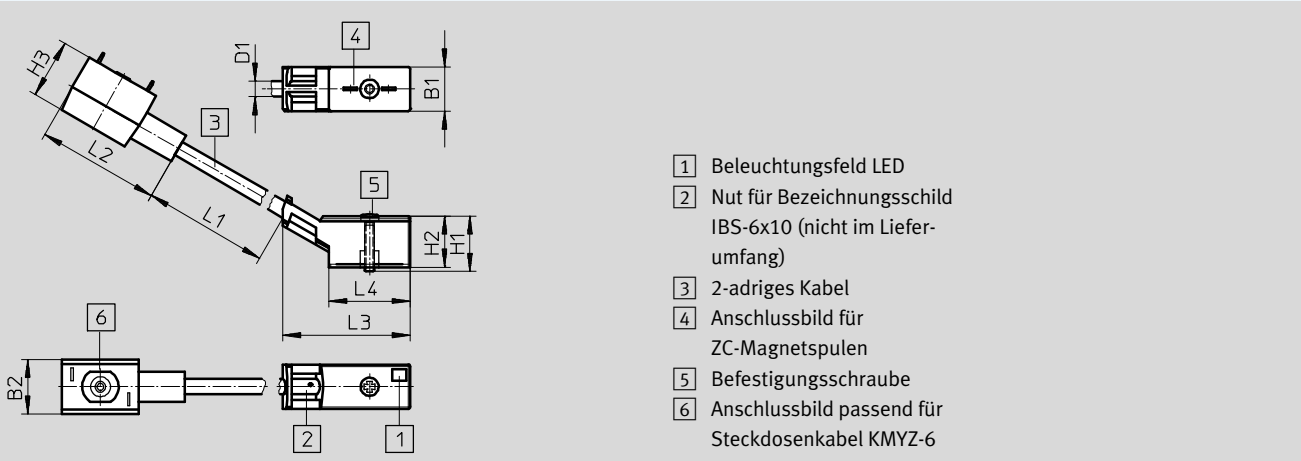 H3
D1
4
B1
3
L2
L1
5
H2
H1
L4
L3
6
B2
2
1
1 Beleuchtungsfeld LED
2 Nut für Bezeichnungsschild
IBS-6x10 (nicht im Liefer-
umfang)
3 2-adriges Kabel
4 Anschlussbild für
ZC-Magnetspulen
5 Befestigungsschraube
6 Anschlussbild passend für
Steckdosenkabel KMYZ-6